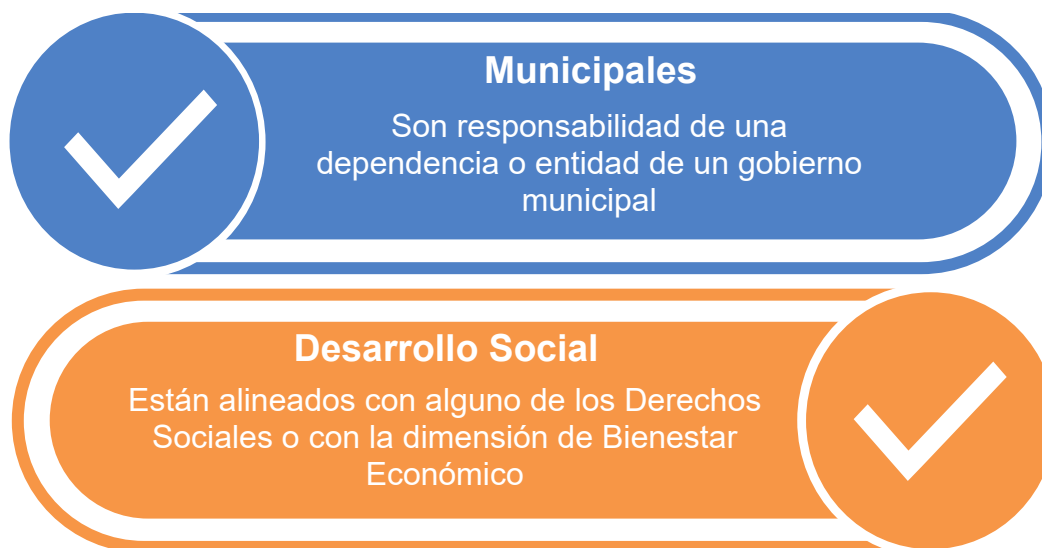 Municipales
Son responsabilidad de una
dependencia o entidad de un gobierno
municipal
Desarrollo Social
Están alineados con alguno de los Derechos
Sociales o con la dimensión de Bienestar
Económico